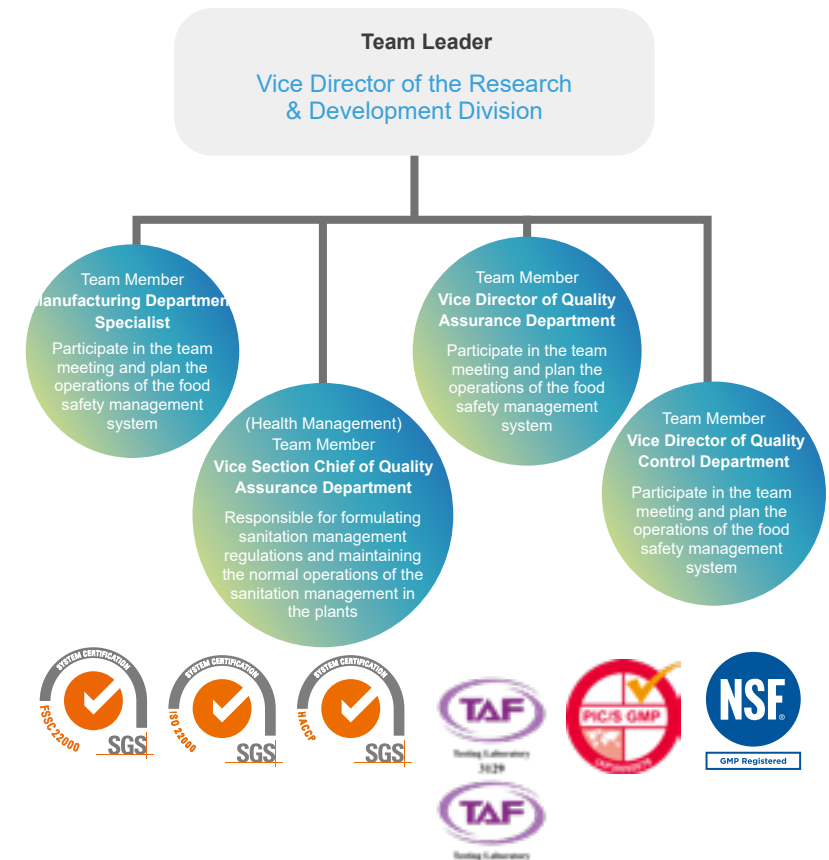 Team Leader
Vice Director of the Research
& Development Division
Team Member
Manufacturing Department
Specialist
Participate in the team
meeting and plan the
operations of the food
safety management
system
(Health Management)
Team Member
Vice Section Chief of Quality
Assurance Department
Responsible for formulating
sanitation management
regulations and maintaining
the normal operations of the
sanitation management in
the plants
Team Member
Vice Director of Quality
Assurance Department
Participate in the team
meeting and plan the
operations of the food
safety management
system
Team Member
Vice Director of Quality
Control Department
Participate in the team
meeting and plan the
operations of the food
safety management
system
SYSTEM CERTIFICATION
FSSC 22000
SGS
SYSTEM CERTIFICATION
ISO 22000
SGS
SYSTEM CERTIFICATION
HACCP
SGS
TAF
Testing Laboratory
3129
TAF
Testing Laboratory
PIC/S GMP
NSF®
GMP Registered